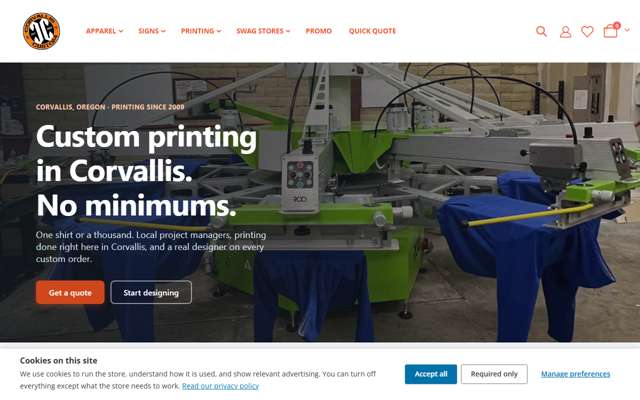 APPAREL
SIGNS
PRINTING
SWAG STORES
PROMO
QUICK QUOTE
0
CORVALLIS, OREGON - PRINTING SINCE 2009
Custom printing
in Corvallis.
No minimums.
One shirt or a thousand. Local project managers, printing
done right here in Corvallis, and a real designer on every
custom order.
Get a quote
Start designing
Cookies on this site
We use cookies to run the store, understand how it is used, and show relevant advertising. You can turn off
everything except what the store needs to work. Read our privacy policy
Accept all
Required only
Manage preferences